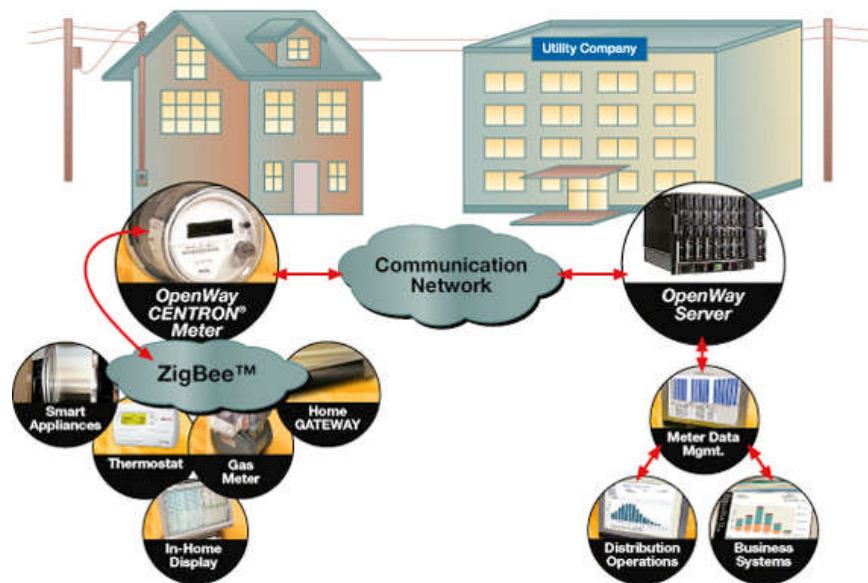 Utility Company
OpenWay
CENTRON®
Meter
Communication
Network
OpenWay
Server
ZigBee™
Smart
Appliances
Home
GATEWAY
Thermostat
Gas
Meter
In-Home
Display
Meter Data
Mgmt.
Distribution
Operations
Business
Systems